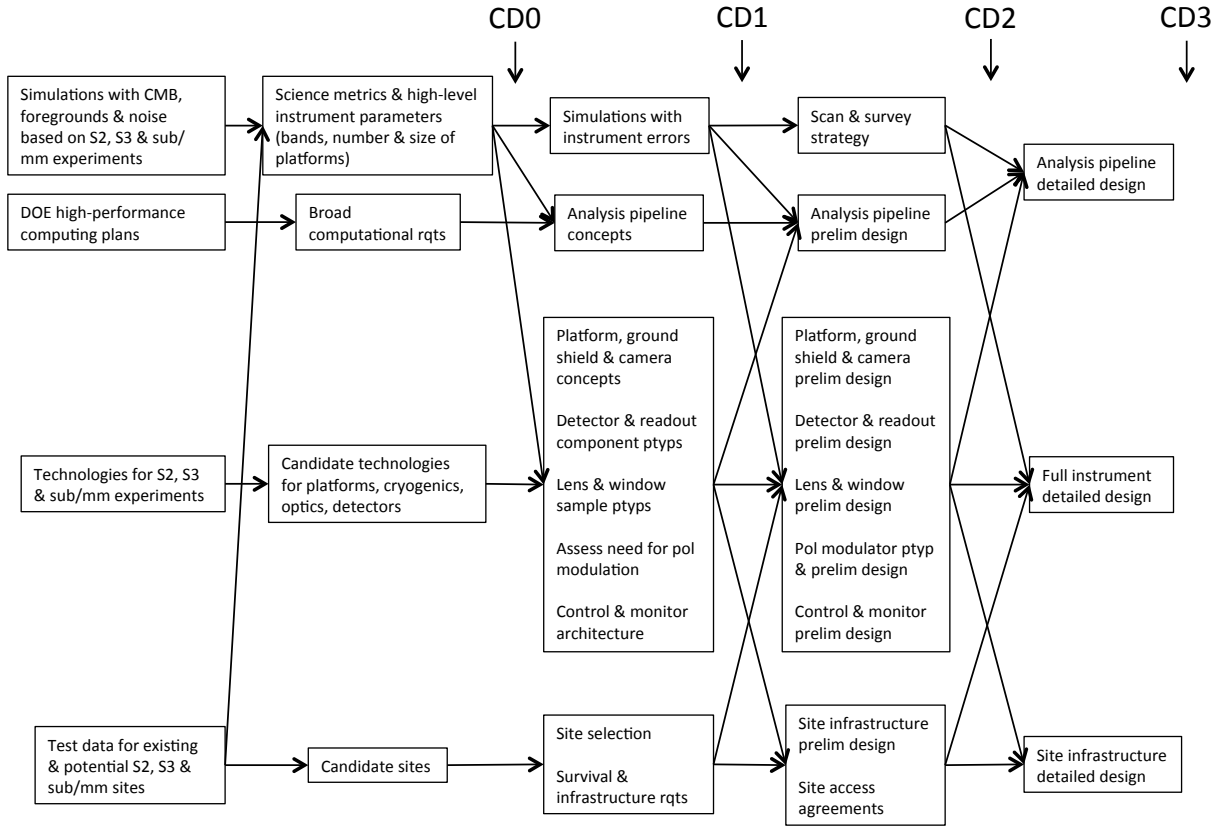 CD0
CD1
CD2
CD3
Simulations with CMB,
foregrounds & noise
based on S2, S3 & sub/
mm experiments
Science metrics & high-level
instrument parameters
(bands, number & size of
platforms)
Simulations with
instrument errors
Scan & survey
strategy
Analysis pipeline
detailed design
DOE high-performance
computing plans
Broad
computational rqts
Analysis pipeline
concepts
Analysis pipeline
prelim design
Platform, ground
shield & camera
concepts
Detector & readout
component ptyps
Lens & window
sample ptyps
Assess need for pol
modulation
Control & monitor
architecture
Platform, ground
shield & camera
prelim design
Detector & readout
prelim design
Lens & window
prelim design
Pol modulator ptyp
& prelim design
Control & monitor
prelim design
Technologies for S2, S3
& sub/mm experiments
Candidate technologies
for platforms, cryogenics,
optics, detectors
Full instrument
detailed design
Test data for existing
& potential S2, S3 &
sub/mm sites
Candidate sites
Site selection
Survival &
infrastructure rqts
Site infrastructure
prelim design
Site access
agreements
Site infrastructure
detailed design